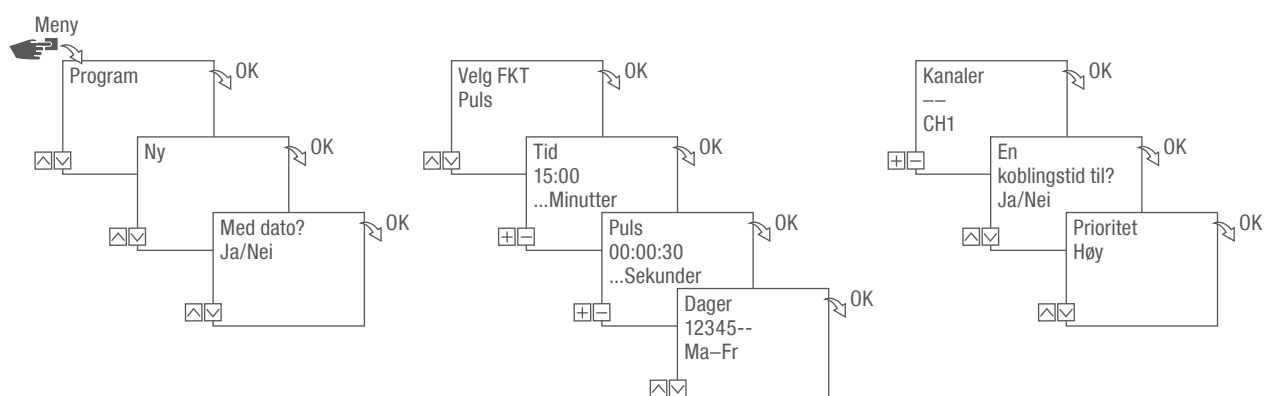 Meny
Program
OK
Ny
OK
Med dato?
Ja/Nei
OK
Velg FKT
Puls
OK
Tid
15:00
...Minutter
OK
Puls
00:00:30
...Sekunder
OK
Dager
12345--
Ma–Fr
OK
Kanaler
––
CH1
OK
En
koblingstid til?
Ja/Nei
OK
Prioritet
Høy
OK